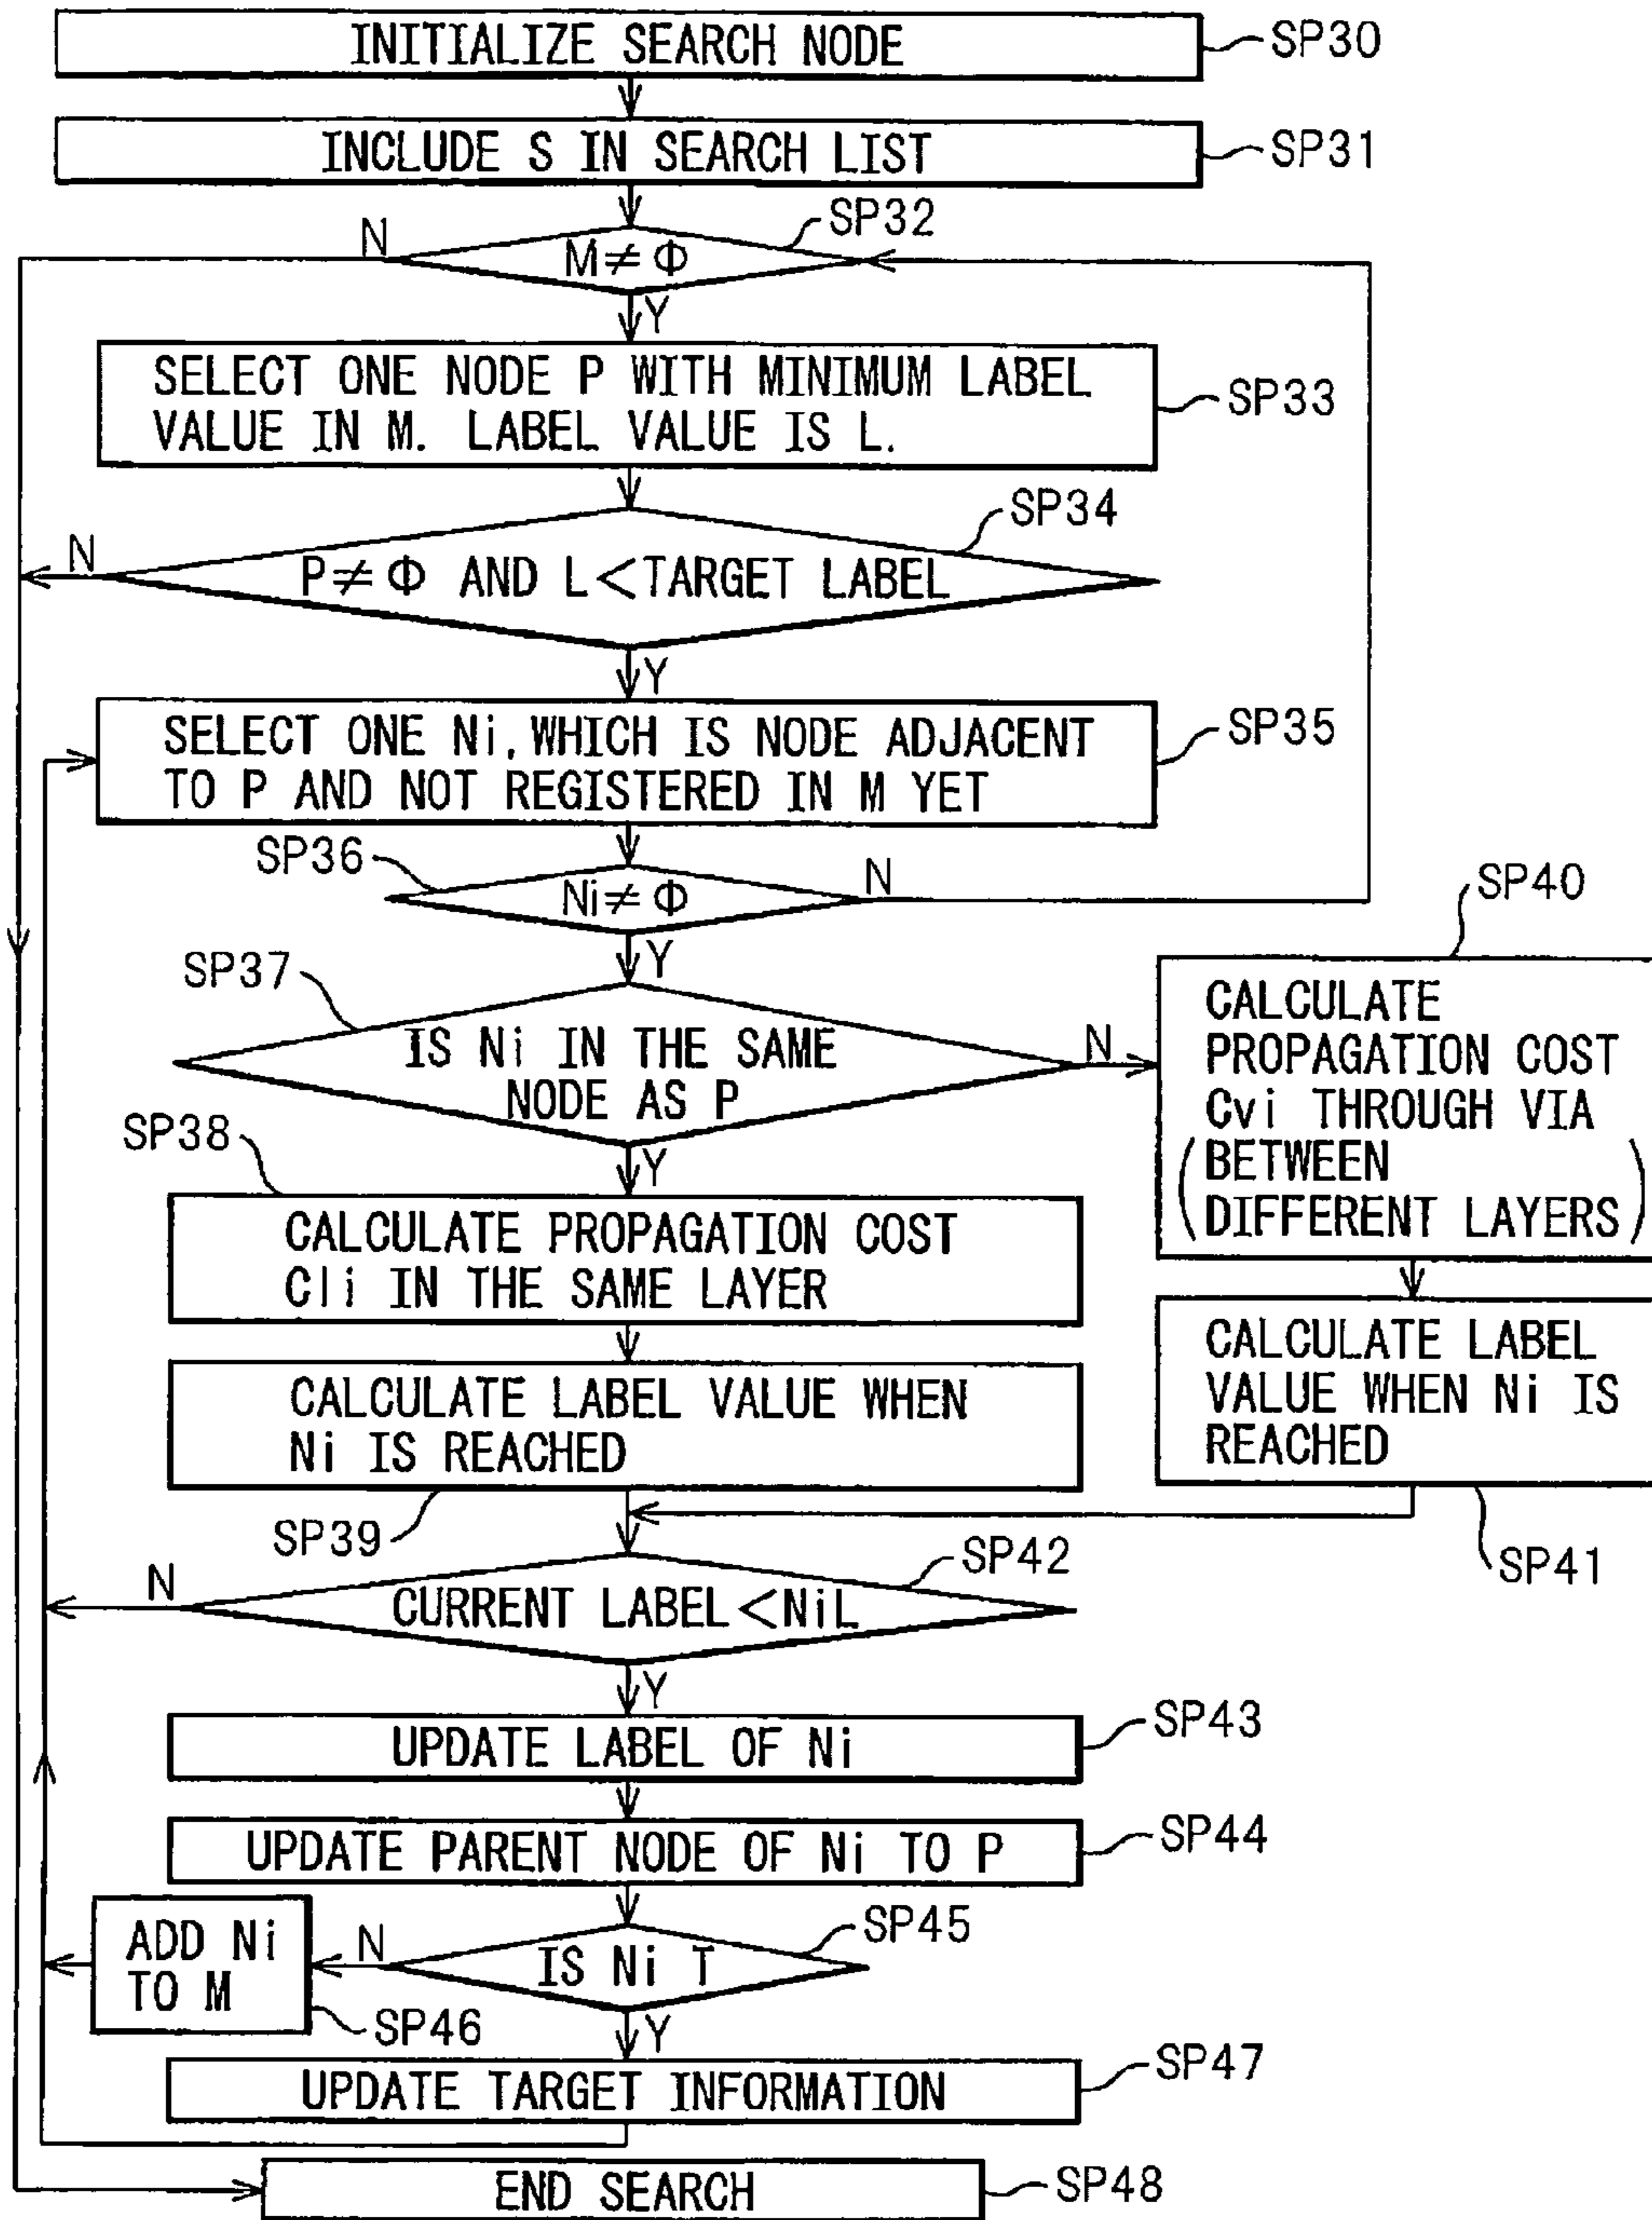 INITIALIZE SEARCH NODE
SP30
INCLUDE S IN SEARCH LIST
SP31
SP32
N
M≠Φ
Y
SELECT ONE NODE P WITH MINIMUM LABEL
VALUE IN M. LABEL VALUE IS L.
SP33
SP34
N
P≠Φ AND L<TARGET LABEL
Y
SELECT ONE Ni, WHICH IS NODE ADJACENT
TO P AND NOT REGISTERED IN M YET
SP35
SP36
Ni≠Φ
N
Y
SP37
IS Ni IN THE SAME
NODE AS P
N
Y
SP40
CALCULATE
PROPAGATION COST
Cvi THROUGH VIA
(BETWEEN
DIFFERENT LAYERS)
SP38
CALCULATE PROPAGATION COST
Cli IN THE SAME LAYER
CALCULATE LABEL VALUE WHEN
Ni IS REACHED
SP39
CALCULATE LABEL
VALUE WHEN Ni IS
REACHED
SP41
SP42
N
CURRENT LABEL<NiL
Y
UPDATE LABEL OF Ni
SP43
UPDATE PARENT NODE OF Ni TO P
SP44
SP45
IS Ni T
N
ADD Ni
TO M
SP46
Y
UPDATE TARGET INFORMATION
SP47
END SEARCH
SP48